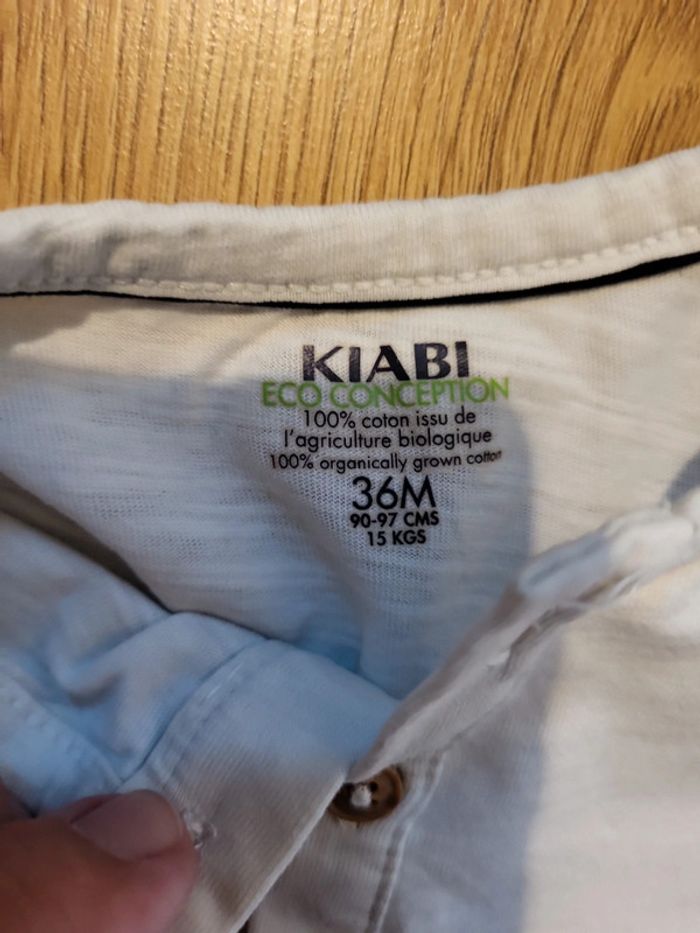 KIABI
ECO CONCEPTION
100% coton issu de
l'agriculture biologique
100% organically grown cotton
36M
90-97 CMS
15 KGS